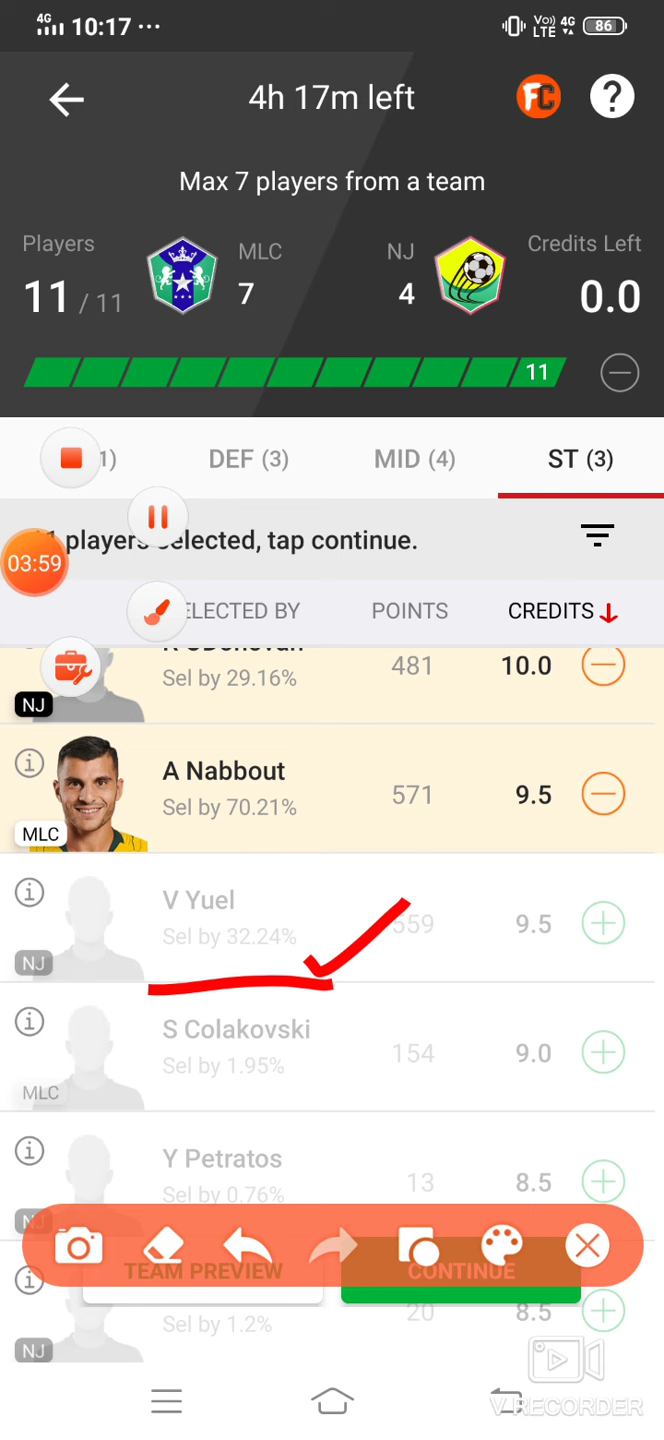 4G 10:17 ... Vo) LTE 4G 86
4h 17m left FC ?
Max 7 players from a team
Players MLC NJ Credits Left
11 / 11 7 4 0.0
11
1) DEF (3) MID (4) ST (3)
players selected, tap continue.
03:59
ELECTED BY POINTS CREDITS
Sel by 29.16% 481 10.0
NJ
A Nabbout
Sel by 70.21% 571 9.5
MLC
V Yuel
Sel by 32.24% 559 9.5
NJ
S Colakovski
Sel by 1.95% 154 9.0
MLC
Y Petratos
Sel by 0.76% 13 8.5
NJ
TEAM PREVIEW CONTINUE
Sel by 1.2% 20 8.5
NJ
V RECORDER